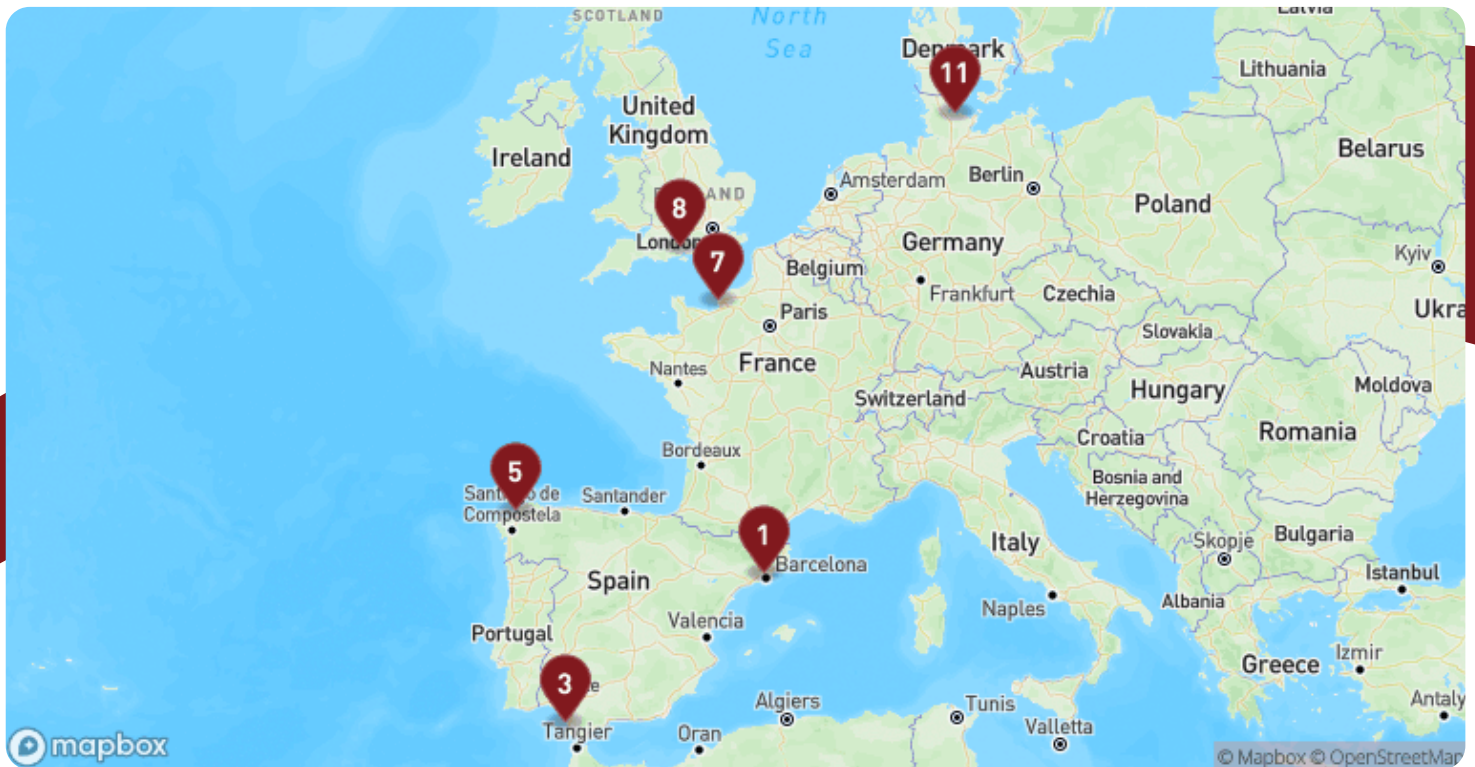 SCOTLAND
North
Sea
Latvia
Denmark
11
Lithuania
United
Kingdom
Ireland
Belarus
Amsterdam
Berlin
8
AND
Poland
London
Germany
7
Belgium
Kyiv
Frankfurt
Czechia
Paris
Ukra
Slovakia
France
Nantes
Austria
Moldova
Switzerland
Hungary
Croatia
Romania
Bordeaux
5
Bosnia and
Herzegovina
Santiago de
Compostela
Santander
1
Barcelona
Italy
Skopje
Bulgaria
Spain
Istanbul
Naples
Albania
Valencia
Portugal
Izmir
Greece
3
Algiers
Tunis
Antaly
Tangier
Oran
Valletta
mapbox
© Mapbox © OpenStreetMap